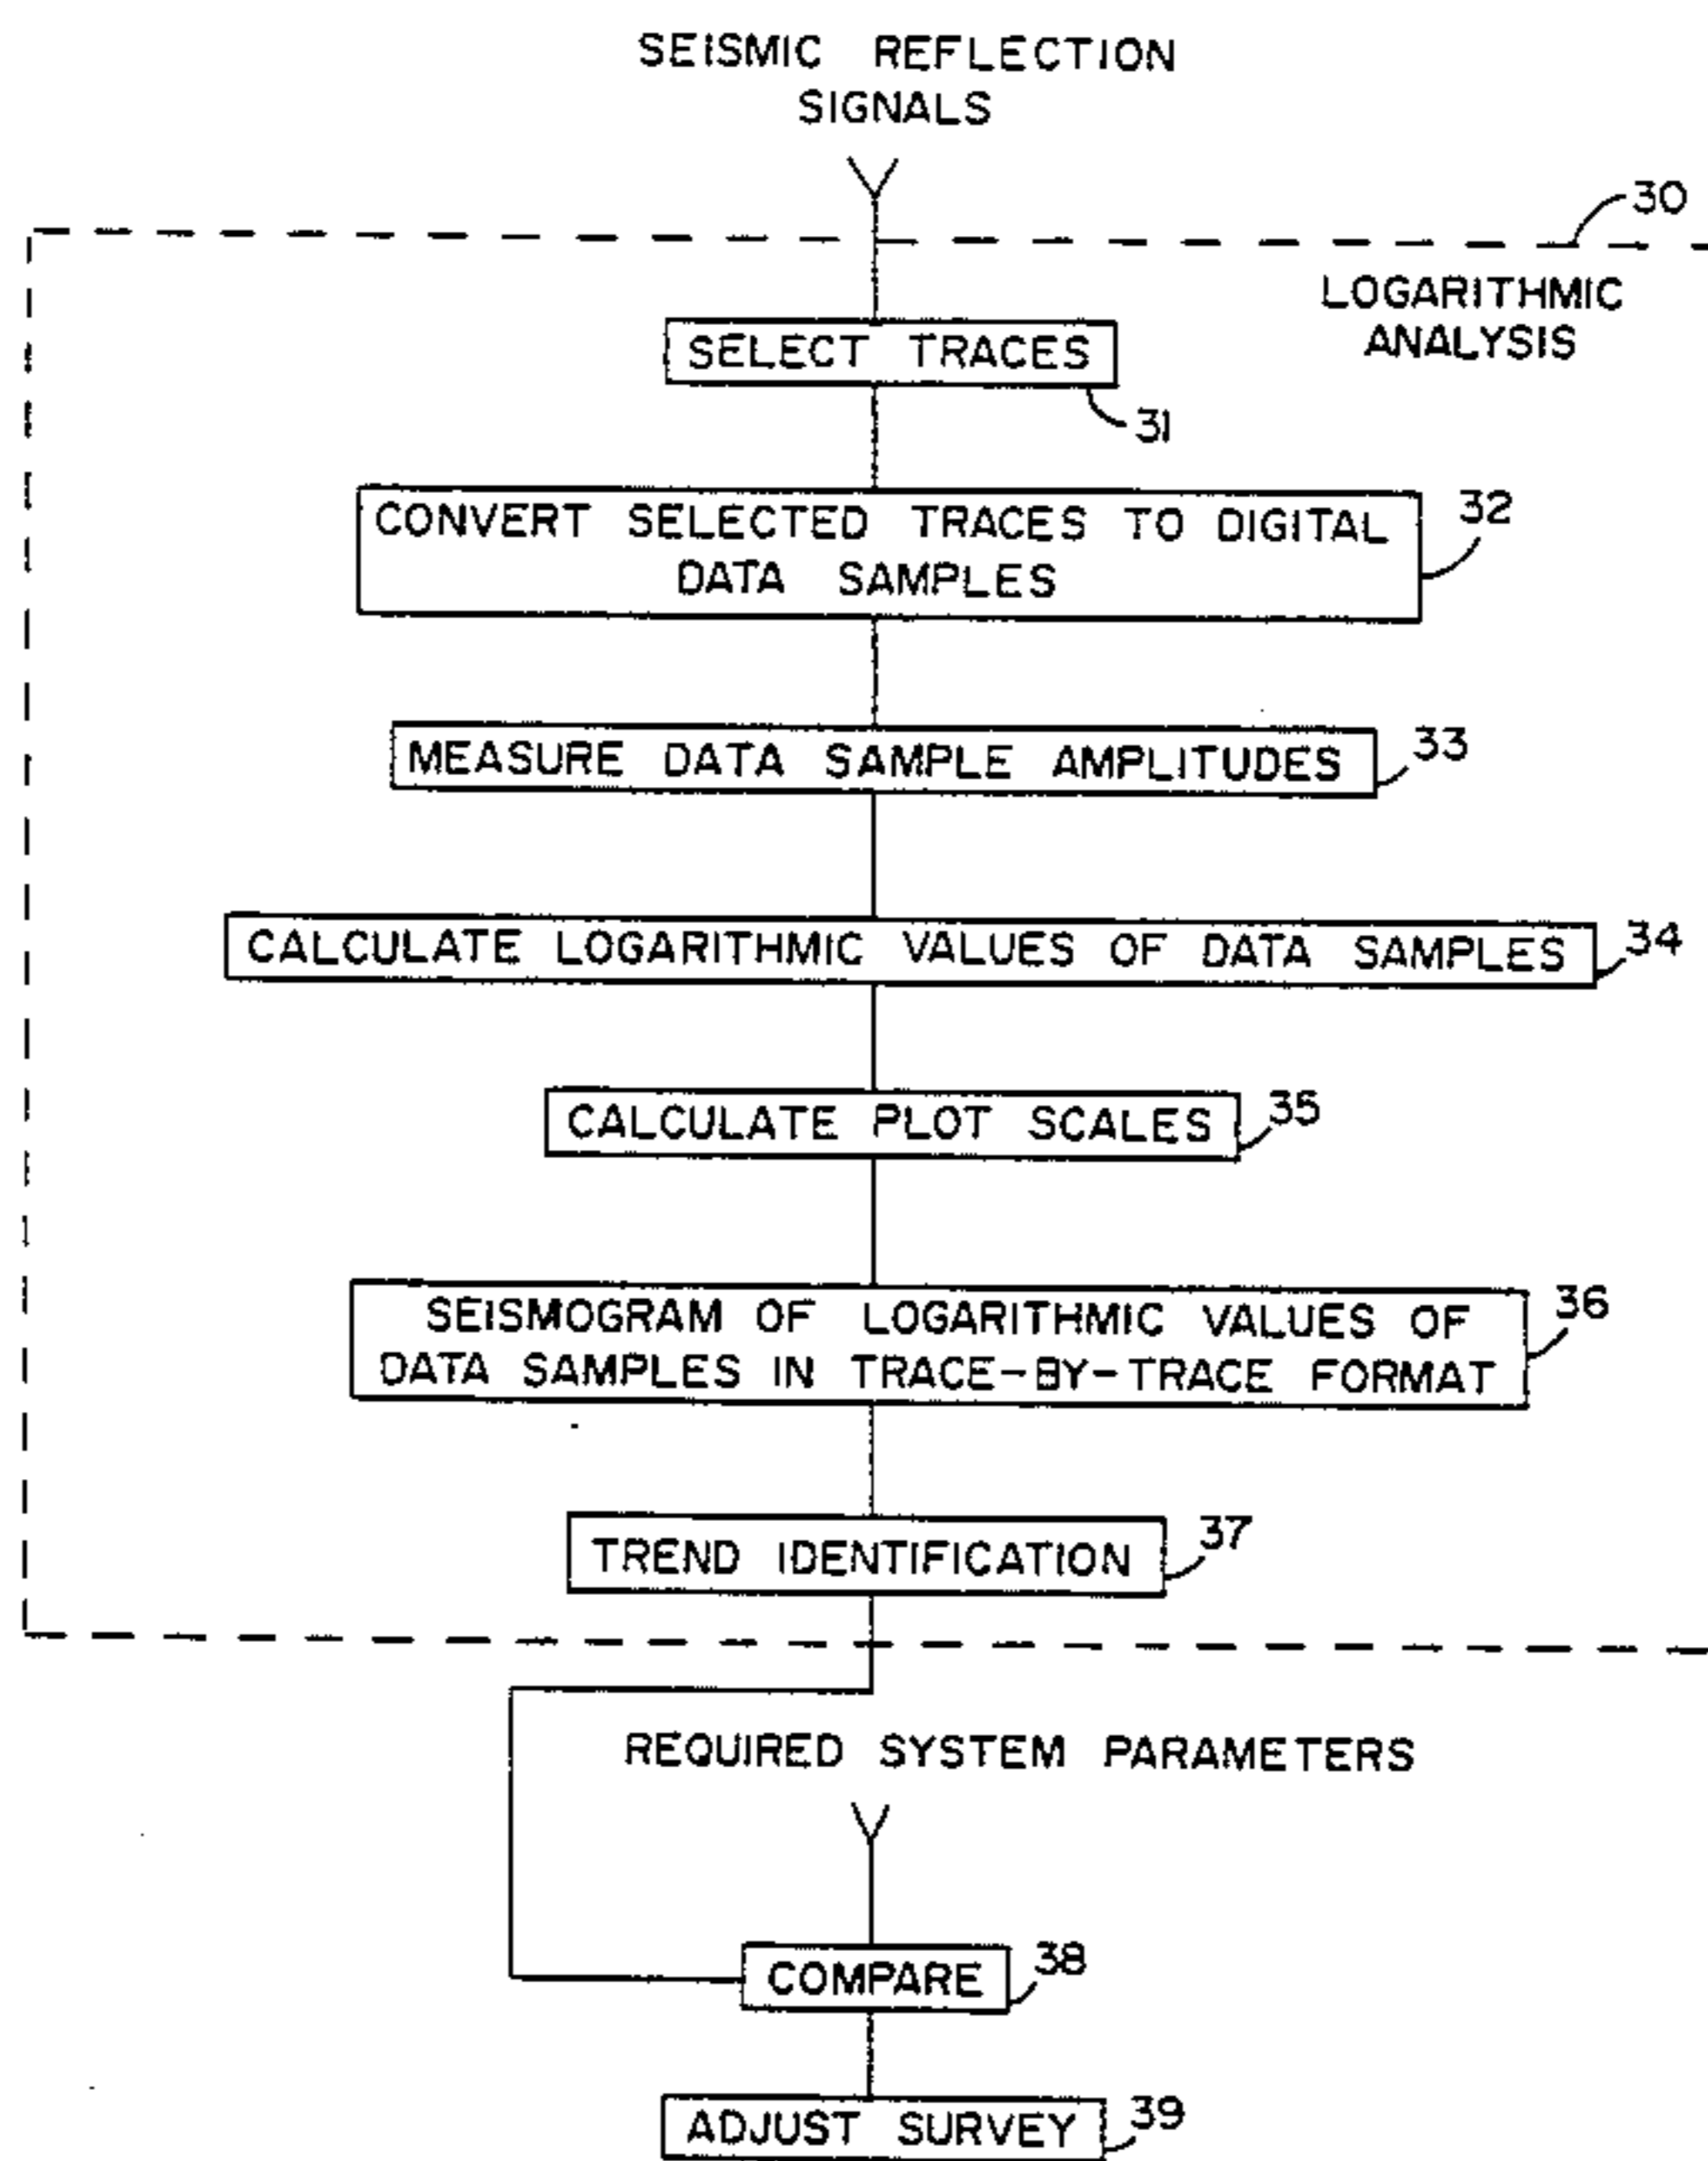 SEISMIC REFLECTION
SIGNALS
30
LOGARITHMIC
ANALYSIS
SELECT TRACES
31
CONVERT SELECTED TRACES TO DIGITAL
DATA SAMPLES
32
MEASURE DATA SAMPLE AMPLITUDES
33
CALCULATE LOGARITHMIC VALUES OF DATA SAMPLES
34
CALCULATE PLOT SCALES
35
SEISMOGRAM OF LOGARITHMIC VALUES OF
DATA SAMPLES IN TRACE-BY-TRACE FORMAT
36
TREND IDENTIFICATION
37
REQUIRED SYSTEM PARAMETERS
COMPARE
38
ADJUST SURVEY
39